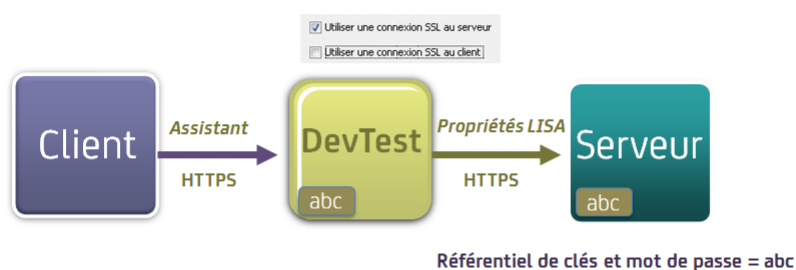 Utiliser une connexion SSL au serveur
Utiliser une connexion SSL au client
Client
Assistant
HTTPS
DevTest
abc
Propriétés LISA
HTTPS
Serveur
abc
Référentiel de clés et mot de passe = abc